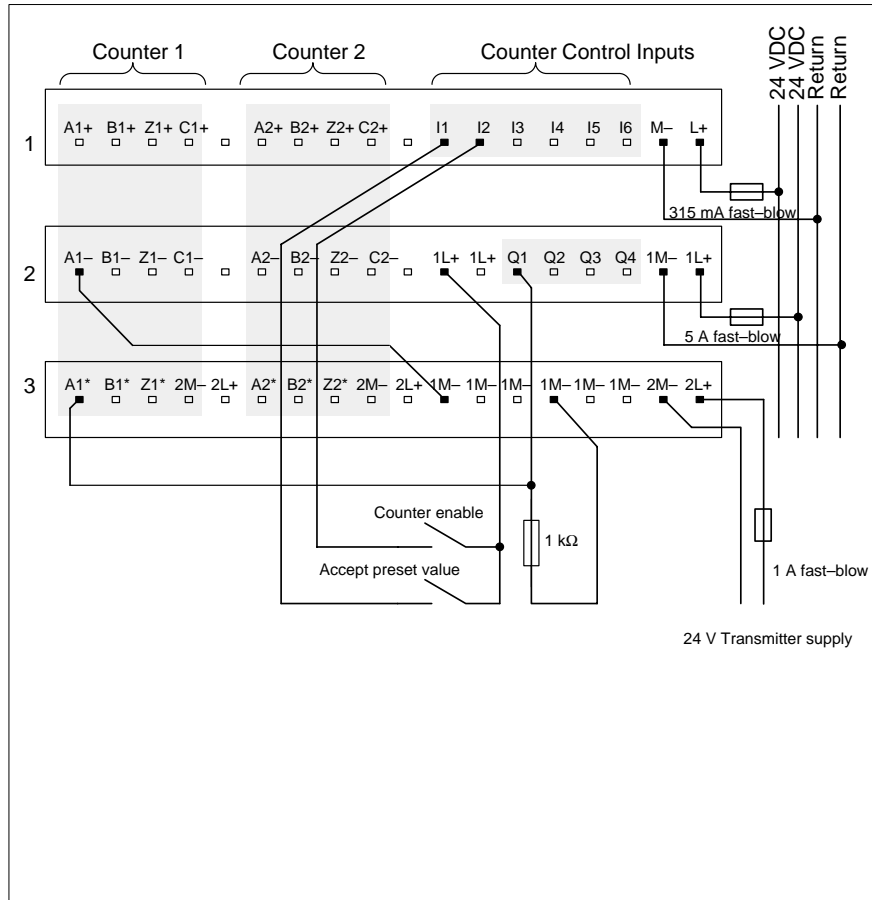 Counter 1 Counter 2 Counter Control Inputs
24 VDC
24 VDC
Return
Return
1
A1+ B1+ Z1+ C1+ A2+ B2+ Z2+ C2+ I1 I2 I3 I4 I5 I6 M– L+
315 mA fast–blow
2
A1– B1– Z1– C1– A2– B2– Z2– C2– 1L+ 1L+ Q1 Q2 Q3 Q4 1M– 1L+
5 A fast–blow
3
A1* B1* Z1* 2M– 2L+ A2* B2* Z2* 2M– 2L+ 1M– 1M– 1M– 1M– 1M– 1M– 2M– 2L+
Counter enable
1 kΩ
Accept preset value
1 A fast–blow
24 V Transmitter supply